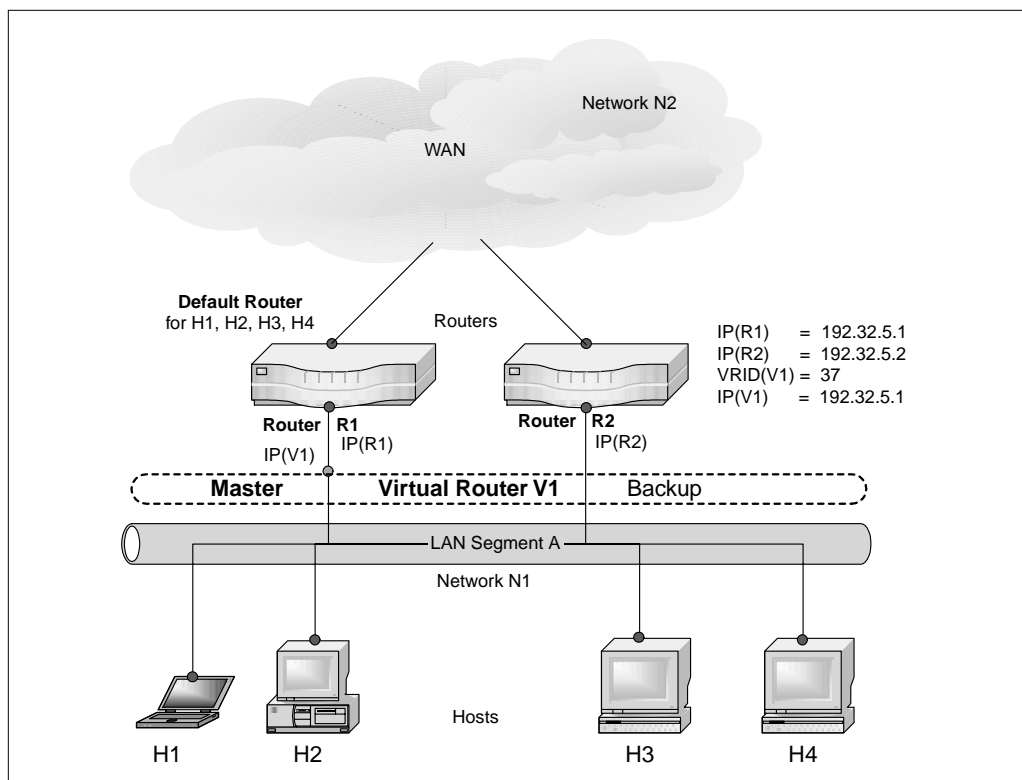 Network N2
WAN
Default Router
for H1, H2, H3, H4
Routers
IP(R1) = 192.32.5.1
IP(R2) = 192.32.5.2
VRID(V1) = 37
IP(V1) = 192.32.5.1
Router R1
IP(R1)
IP(V1)
Router R2
IP(R2)
Master Virtual Router V1 Backup
LAN Segment A
Network N1
Hosts
H1 H2 H3 H4